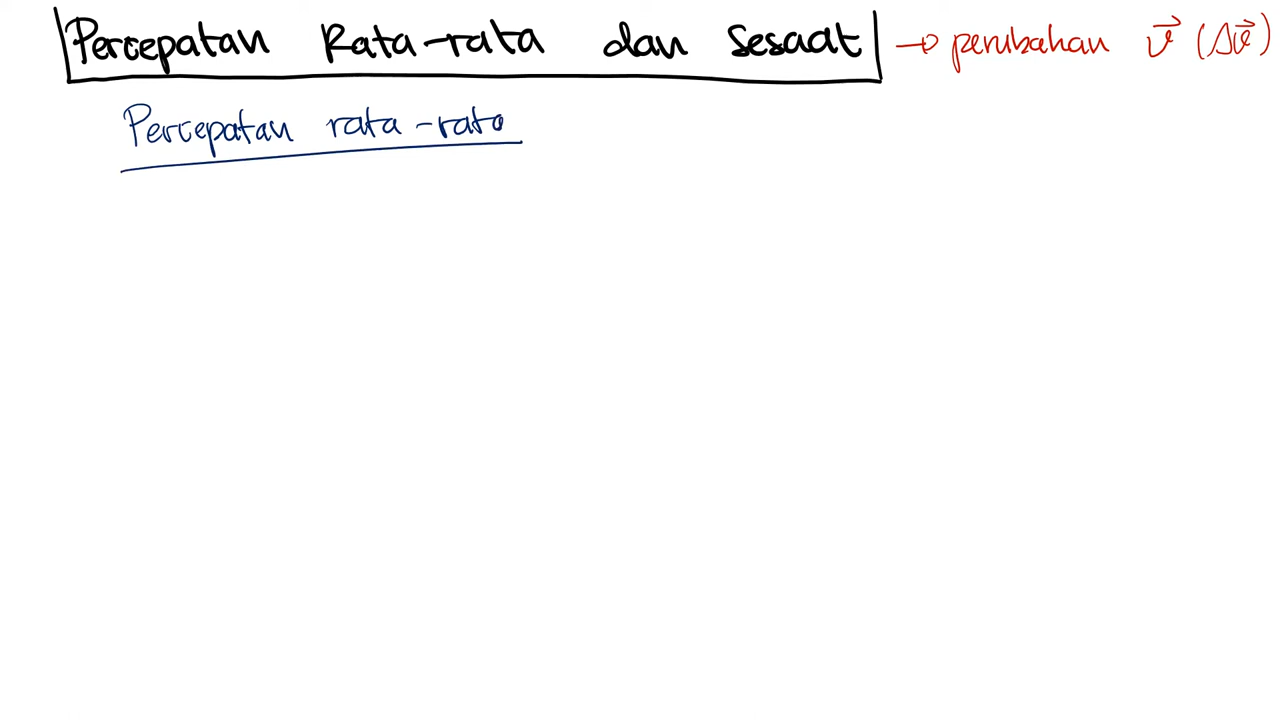 Percepatan Rata-rata dan Sesaat → perubahan v⃗ (Δv⃗)
Percepatan rata-rata